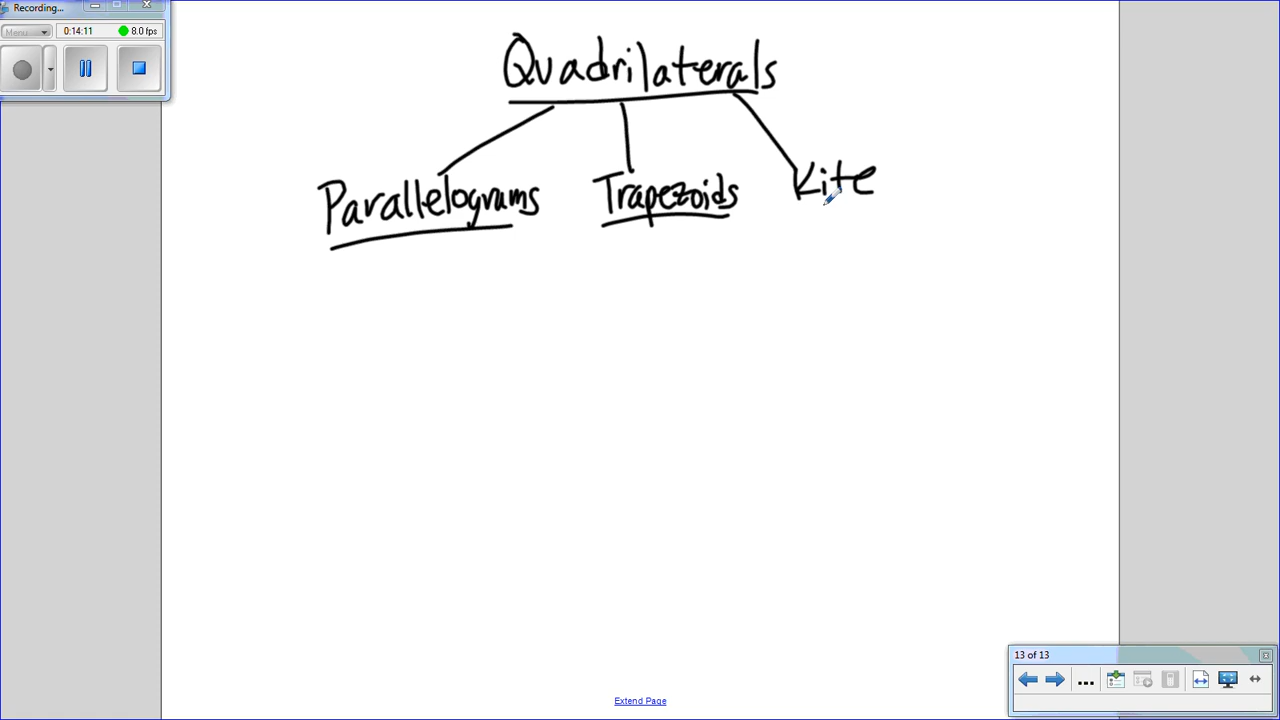 Recording...
Menu
0:14:11
8.0 fps
Quadrilaterals
Parallelograms Trapezoids Kite
13 of 13
...
Extend Page